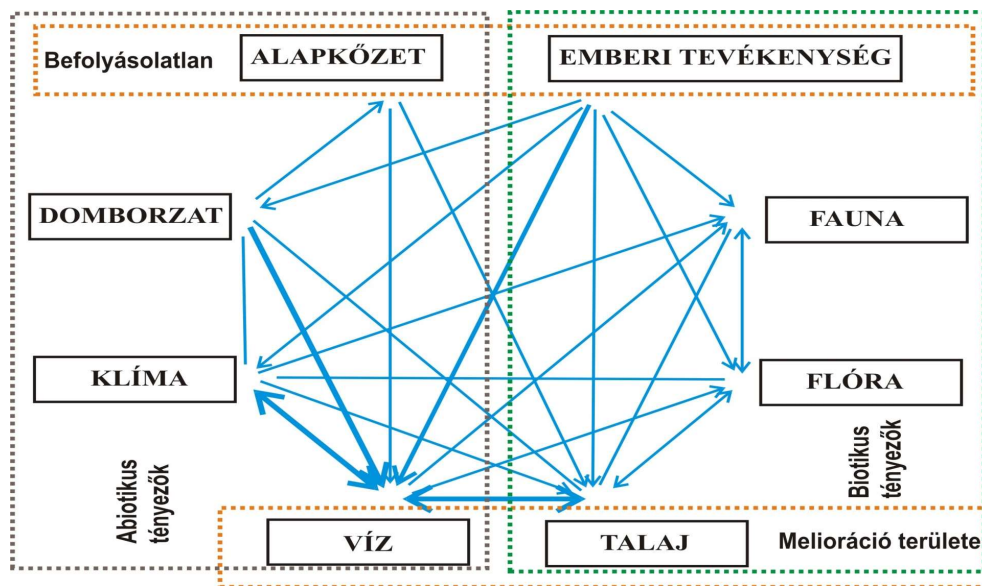 Befolyásolatlan
ALAPKŐZET
EMBERI TEVÉKENYSÉG
DOMBORZAT
FAUNA
KLÍMA
FLÓRA
Abiotikus
tényezők
Biotikus
tényezők
VÍZ
TALAJ
Melioráció területe